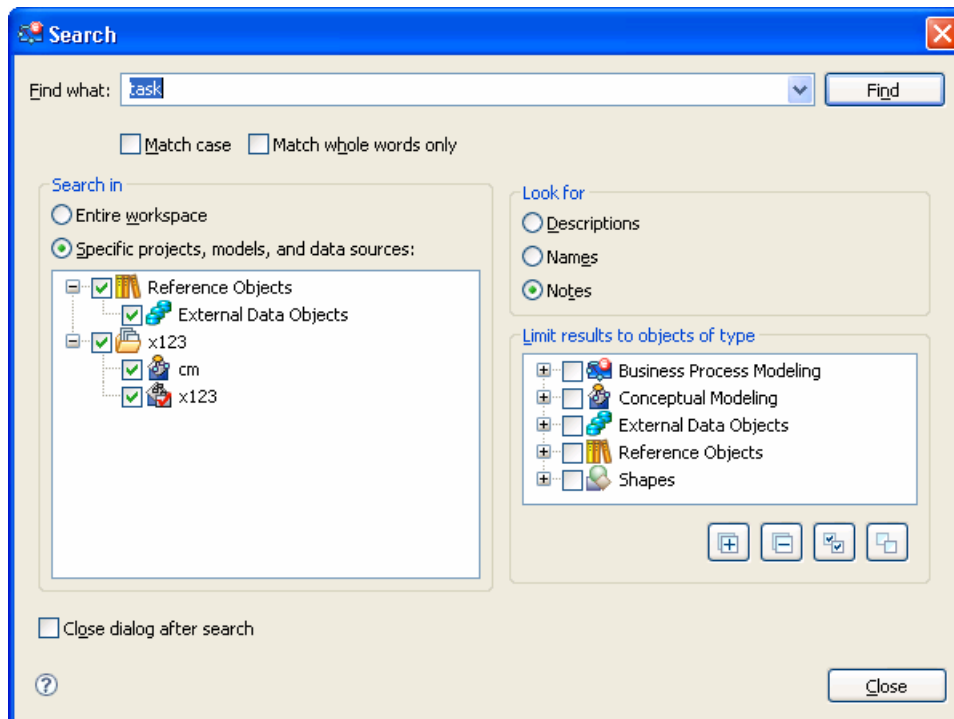 Search
Find what: task Find
Match case Match whole words only
Search in
Entire workspace
Specific projects, models, and data sources:
Reference Objects
External Data Objects
x123
cm
x123
Look for
Descriptions
Names
Notes
Limit results to objects of type
Business Process Modeling
Conceptual Modeling
External Data Objects
Reference Objects
Shapes
Close dialog after search
Close